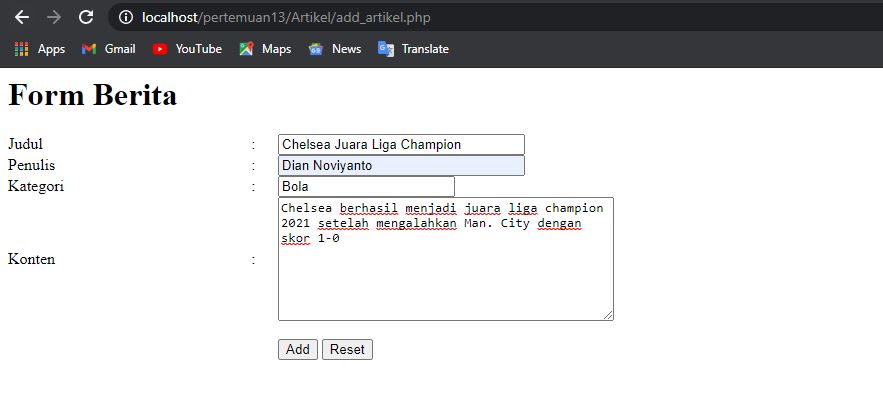 localhost/pertemuan13/Artikel/add_artikel.php
Apps Gmail YouTube Maps News Translate
Form Berita
Judul : Chelsea Juara Liga Champion
Penulis : Dian Noviyanto
Kategori : Bola
Konten :
Chelsea berhasil menjadi juara liga champion
2021 setelah mengalahkan Man. City dengan
skor 1-0
Add Reset